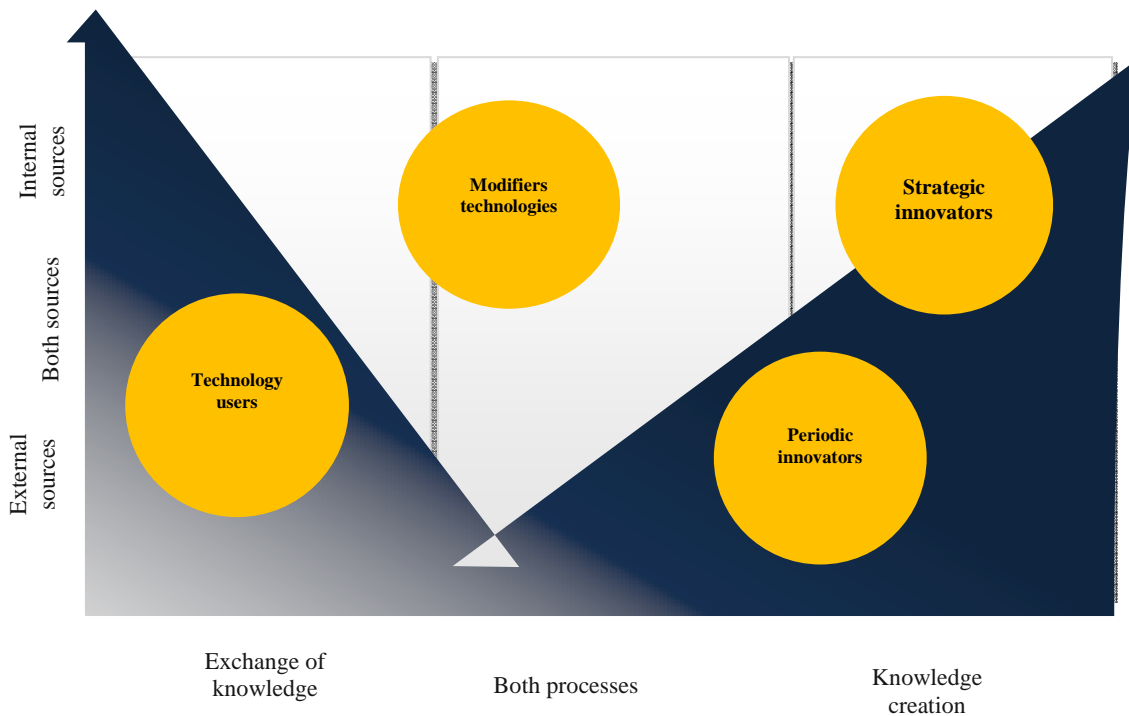 Internal
sources
Both sources
External
sources
Modifiers
technologies
Strategic
innovators
Technology
users
Periodic
innovators
Exchange of
knowledge
Both processes
Knowledge
creation